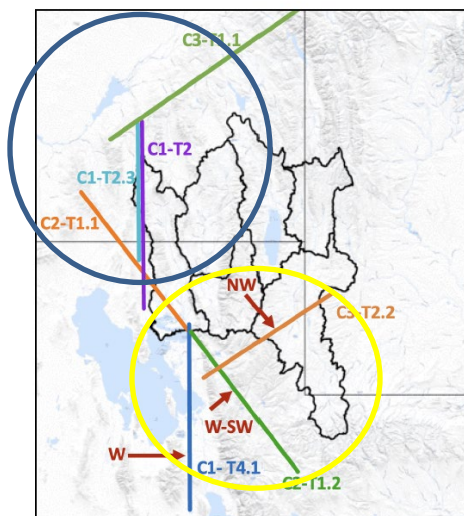 C3-T1.1
C1-T2
C1-T2.3
C2-T1.1
NW
C3-T2.2
W-SW
W
C1- T4.1
C2-T1.2